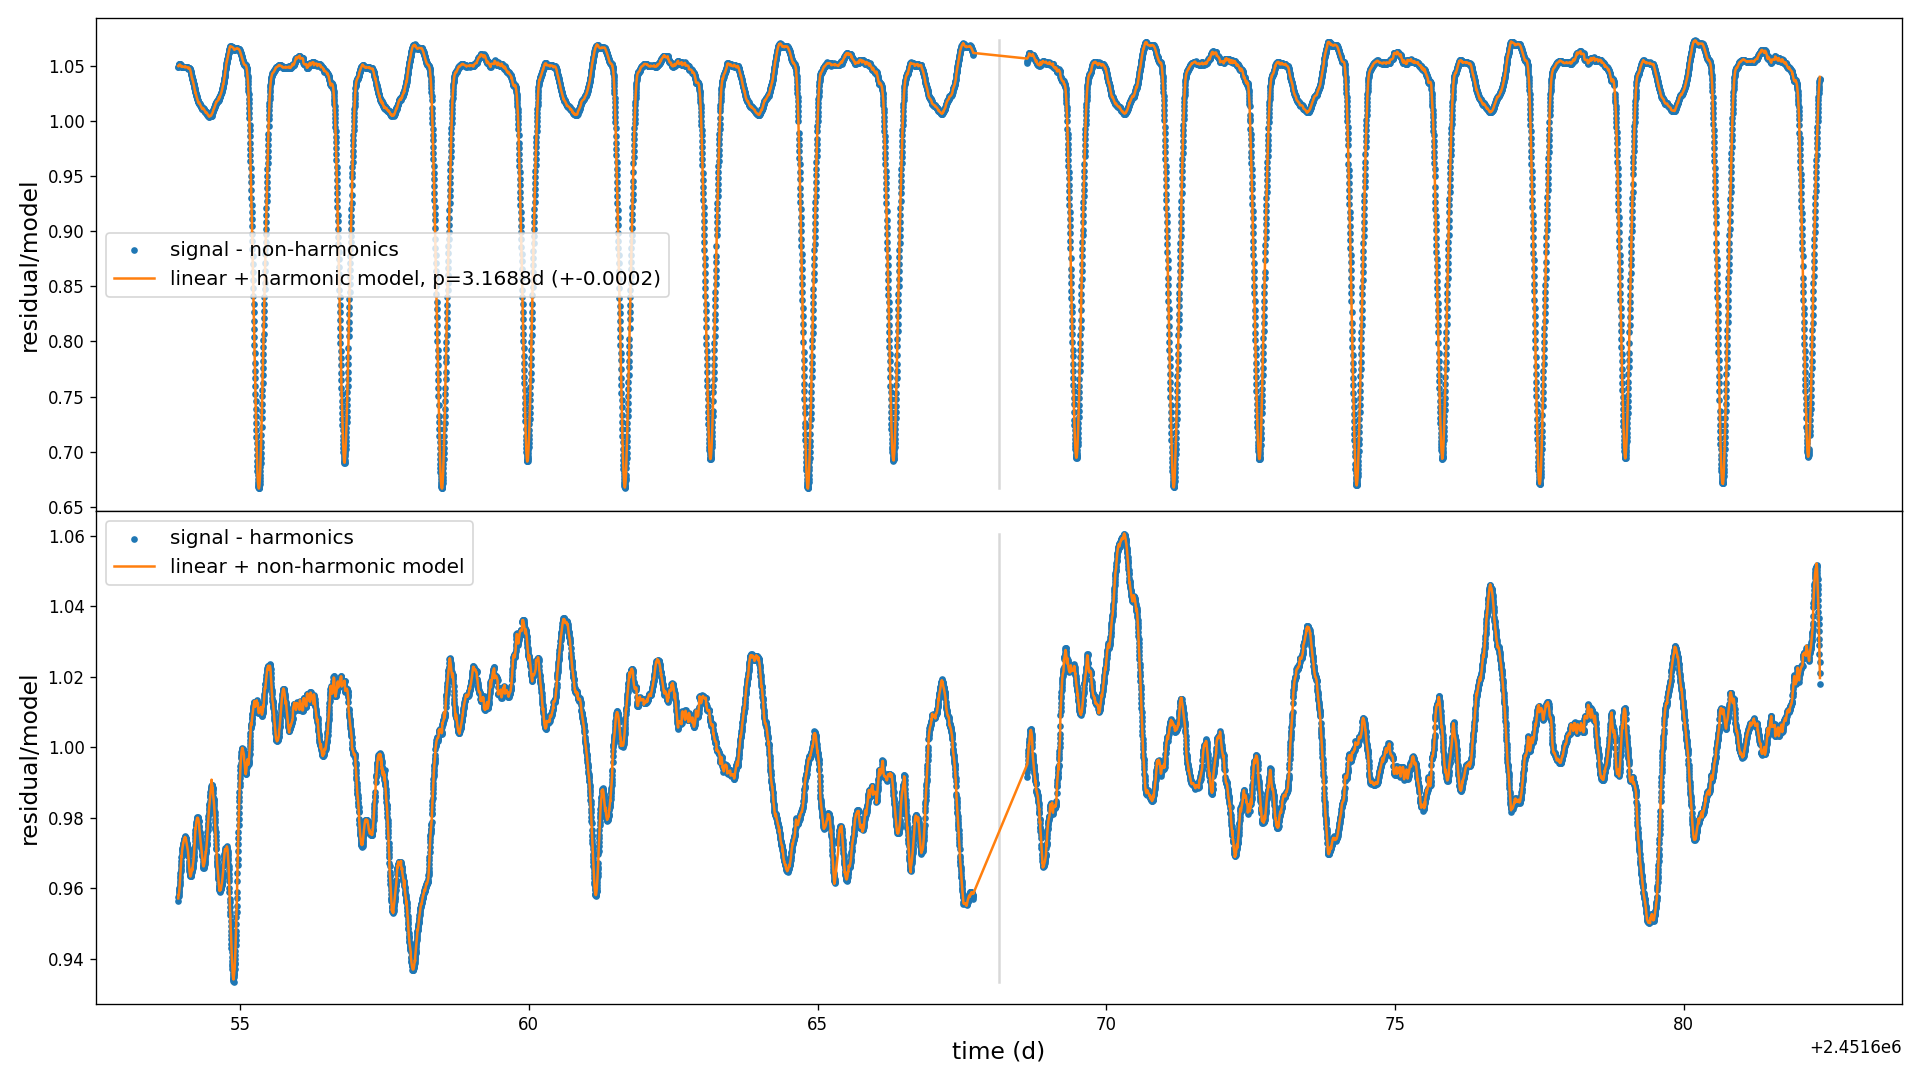 1.05
1.00
0.95
0.90
0.85
0.80
0.75
0.70
0.65
residual/model
signal - non-harmonics
linear + harmonic model, p=3.1688d (+-0.0002)
1.06
1.04
1.02
1.00
0.98
0.96
0.94
residual/model
signal - harmonics
linear + non-harmonic model
55
60
65
70
75
80
time (d)
+2.4516e6